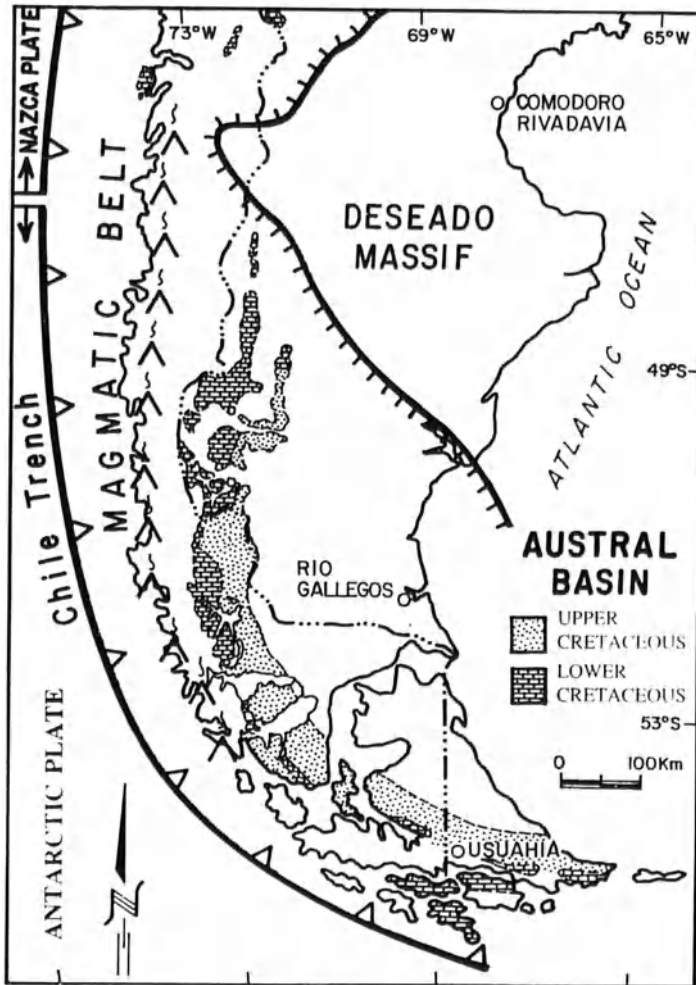 73°W
69°W
65°W
NAZCA PLATE
COMODORO
RIVADAVIA
MAGMATIC BELT
DESEADO
MASSIF
ATLANTIC OCEAN
49°S
Chile Trench
AUSTRAL
BASIN
RIO
GALLEGOS
UPPER
CRETACEOUS
LOWER
CRETACEOUS
53°S
0 100Km
ANTARCTIC PLATE
USUAHIA